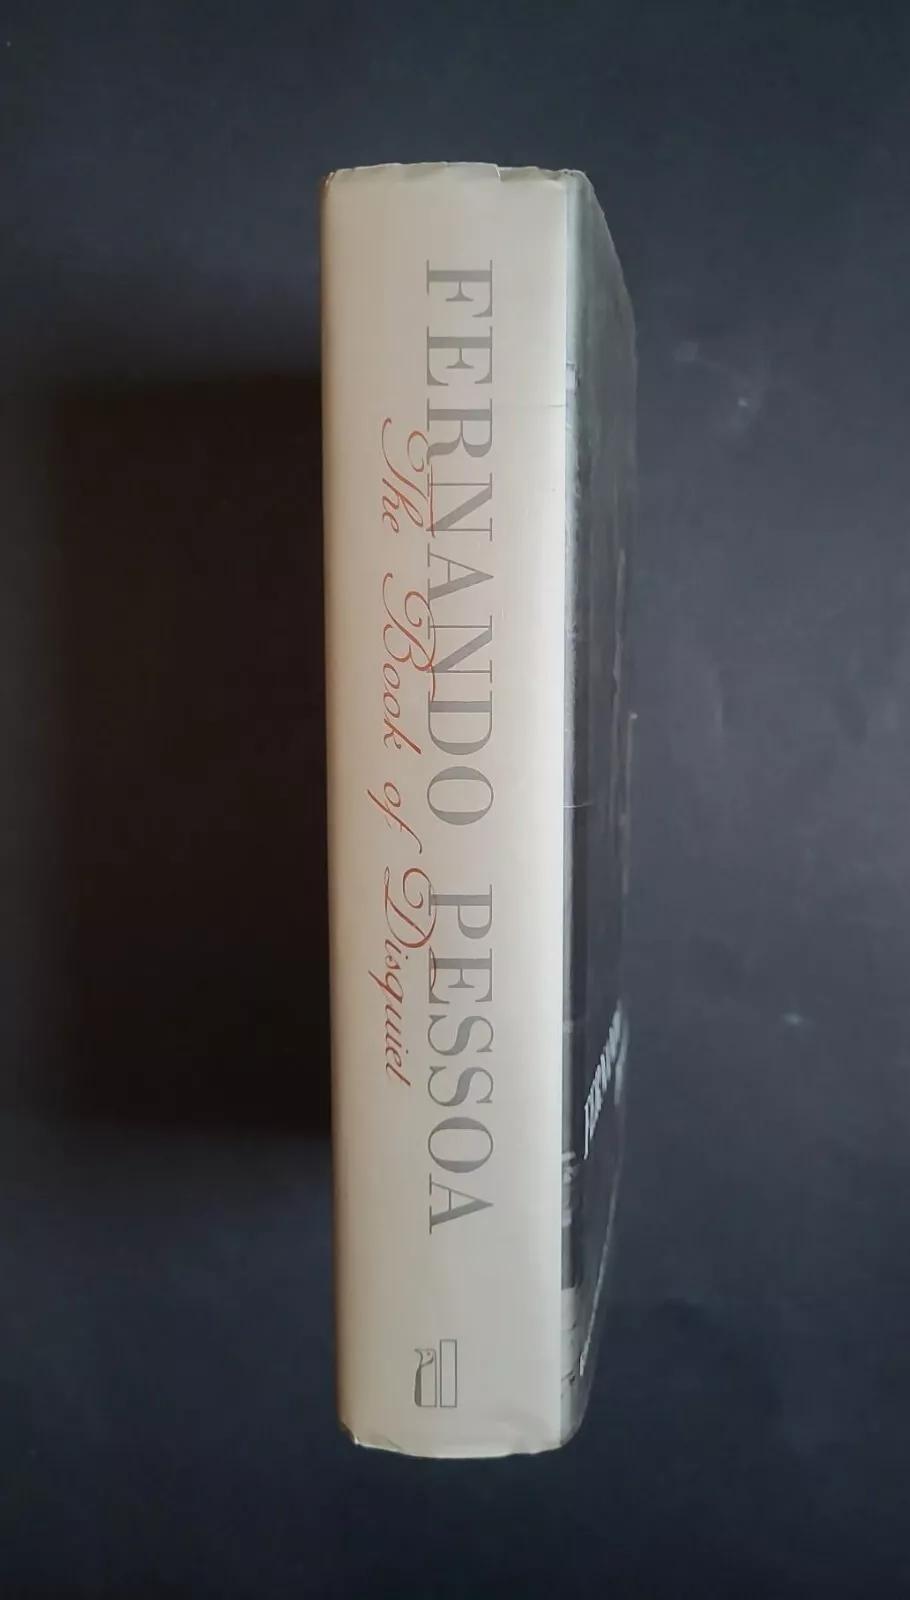 FERNANDO PESSOA
The Book of Disquiet